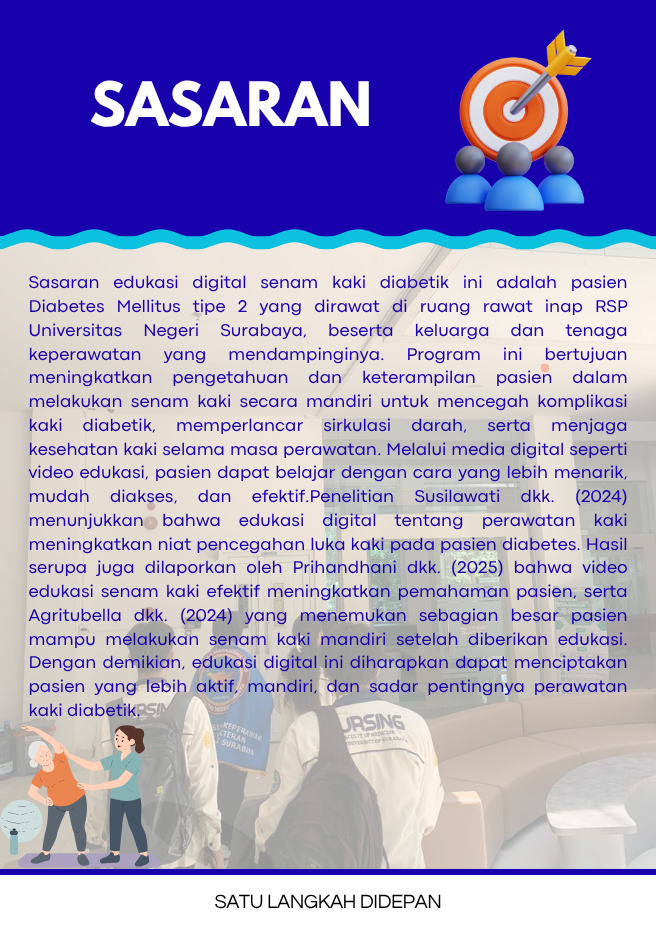 SASARAN
Sasaran edukasi digital senam kaki diabetik ini adalah pasien
Diabetes Mellitus tipe 2 yang dirawat di ruang rawat inap RSP
Universitas Negeri Surabaya, beserta keluarga dan tenaga
keperawatan yang mendampinginya. Program ini bertujuan
meningkatkan pengetahuan dan keterampilan pasien dalam
melakukan senam kaki secara mandiri untuk mencegah komplikasi
kaki diabetik, memperlancar sirkulasi darah, serta menjaga
kesehatan kaki selama masa perawatan. Melalui media digital seperti
video edukasi, pasien dapat belajar dengan cara yang lebih menarik,
mudah diakses, dan efektif.Penelitian Susilawati dkk. (2024)
menunjukkan bahwa edukasi digital tentang perawatan kaki
meningkatkan niat pencegahan luka kaki pada pasien diabetes. Hasil
serupa juga dilaporkan oleh Prihandhani dkk. (2025) bahwa video
edukasi senam kaki efektif meningkatkan pemahaman pasien, serta
Agritubella dkk. (2024) yang menemukan sebagian besar pasien
mampu melakukan senam kaki mandiri setelah diberikan edukasi.
Dengan demikian, edukasi digital ini diharapkan dapat menciptakan
pasien yang lebih aktif, mandiri, dan sadar pentingnya perawatan
kaki diabetik.
URSING
SATU LANGKAH DIDEPAN